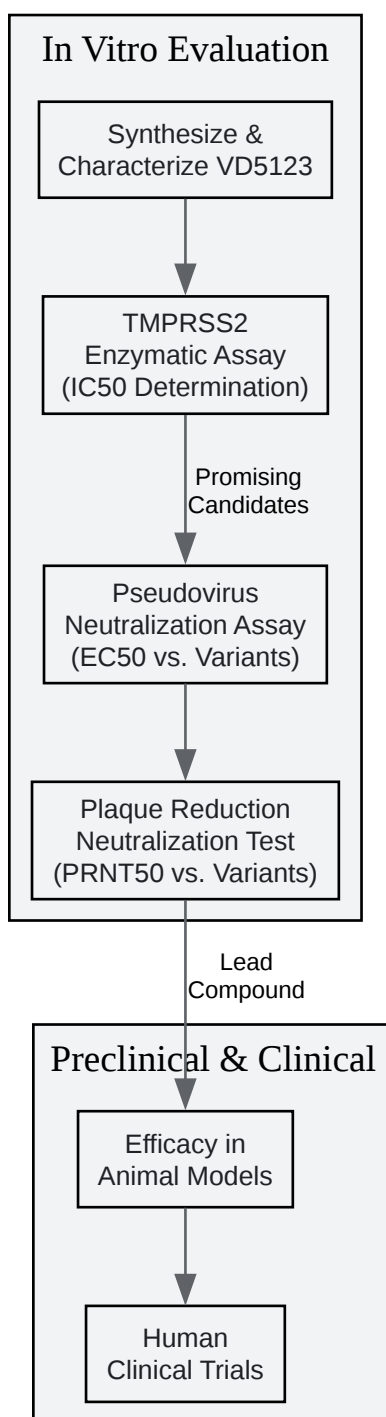 In Vitro Evaluation
Synthesize &
Characterize VD5123
TMPRSS2
Enzymatic Assay
(IC50 Determination)
Promising
Candidates
Pseudovirus
Neutralization Assay
(EC50 vs. Variants)
Plaque Reduction
Neutralization Test
(PRNT50 vs. Variants)
Lead
Compound
Preclinical & Clinical
Efficacy in
Animal Models
Human
Clinical Trials